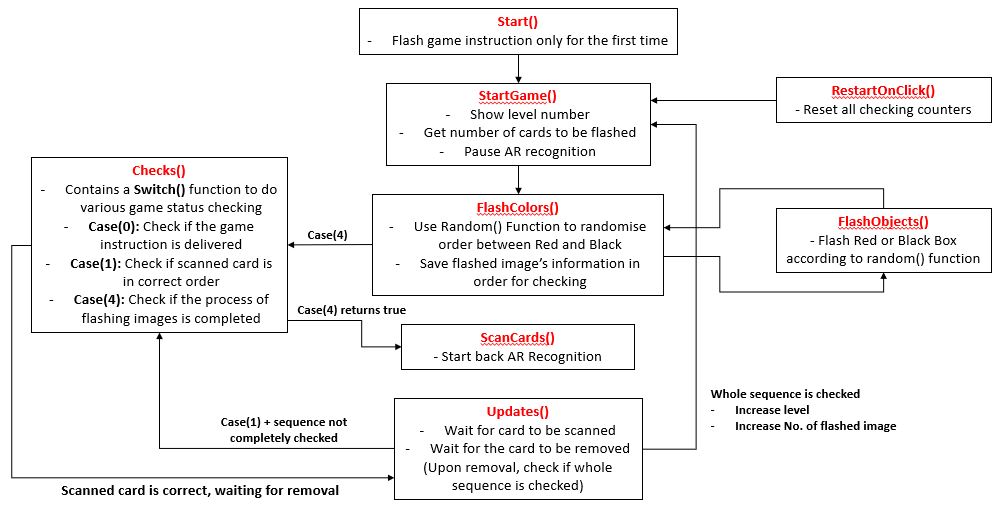 Start()
- Flash game instruction only for the first time
StartGame()
- Show level number
- Get number of cards to be flashed
- Pause AR recognition
RestartOnClick()
- Reset all checking counters
Checks()
- Contains a Switch() function to do
various game status checking
- Case(0): Check if the game
instruction is delivered
- Case(1): Check if scanned card is
in correct order
- Case(4): Check if the process of
flashing images is completed
Case(4)
FlashColors()
- Use Random() Function to randomise
order between Red and Black
- Save flashed image's information in
order for checking
FlashObjects()
- Flash Red or Black Box
according to random() function
Case(4) returns true
ScanCards()
- Start back AR Recognition
Whole sequence is checked
- Increase level
- Increase No. of flashed image
Case(1) + sequence not
completely checked
Updates()
- Wait for card to be scanned
- Wait for the card to be removed
(Upon removal, check if whole
sequence is checked)
Scanned card is correct, waiting for removal